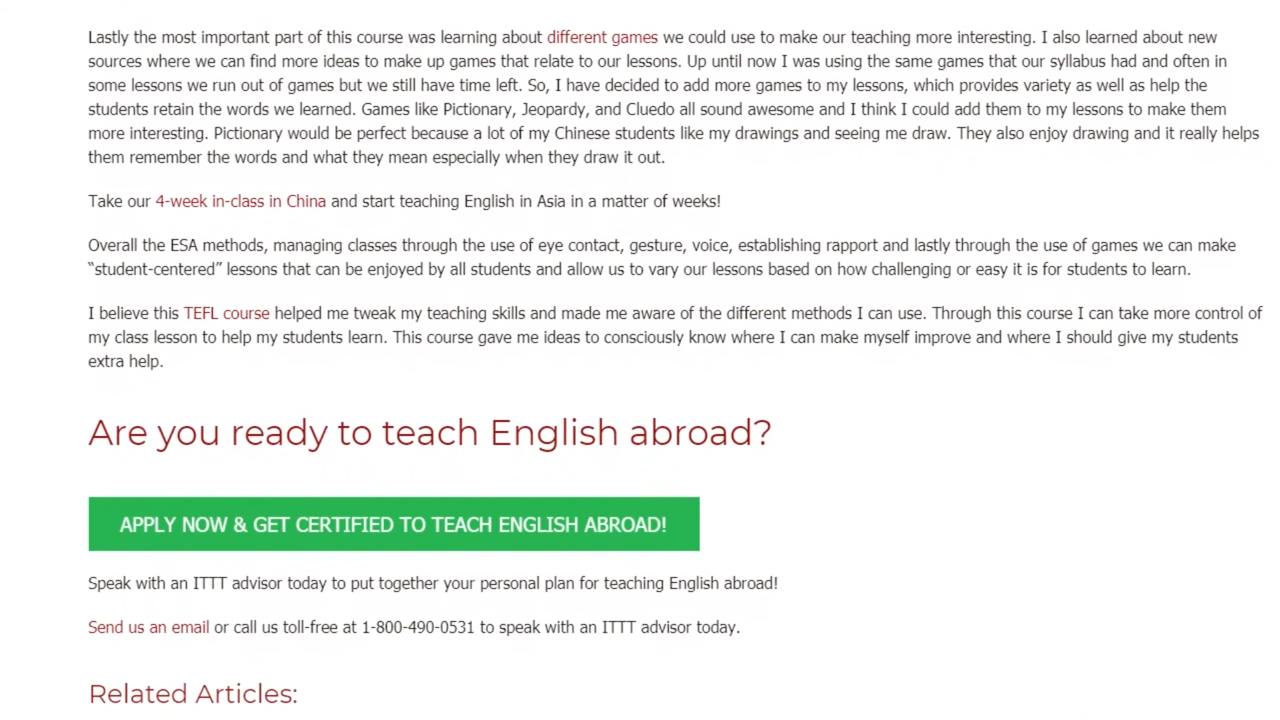 Lastly the most important part of this course was learning about different games we could use to make our teaching more interesting. I also learned about new
sources where we can find more ideas to make up games that relate to our lessons. Up until now I was using the same games that our syllabus had and often in
some lessons we run out of games but we still have time left. So, I have decided to add more games to my lessons, which provides variety as well as help the
students retain the words we learned. Games like Pictionary, Jeopardy, and Cluedo all sound awesome and I think I could add them to my lessons to make them
more interesting. Pictionary would be perfect because a lot of my Chinese students like my drawings and seeing me draw. They also enjoy drawing and it really helps
them remember the words and what they mean especially when they draw it out.
Take our 4-week in-class in China and start teaching English in Asia in a matter of weeks!
Overall the ESA methods, managing classes through the use of eye contact, gesture, voice, establishing rapport and lastly through the use of games we can make
“student-centered” lessons that can be enjoyed by all students and allow us to vary our lessons based on how challenging or easy it is for students to learn.
I believe this TEFL course helped me tweak my teaching skills and made me aware of the different methods I can use. Through this course I can take more control of
my class lesson to help my students learn. This course gave me ideas to consciously know where I can make myself improve and where I should give my students
extra help.
Are you ready to teach English abroad?
APPLY NOW & GET CERTIFIED TO TEACH ENGLISH ABROAD!
Speak with an ITTT advisor today to put together your personal plan for teaching English abroad!
Send us an email or call us toll-free at 1-800-490-0531 to speak with an ITTT advisor today.
Related Articles: